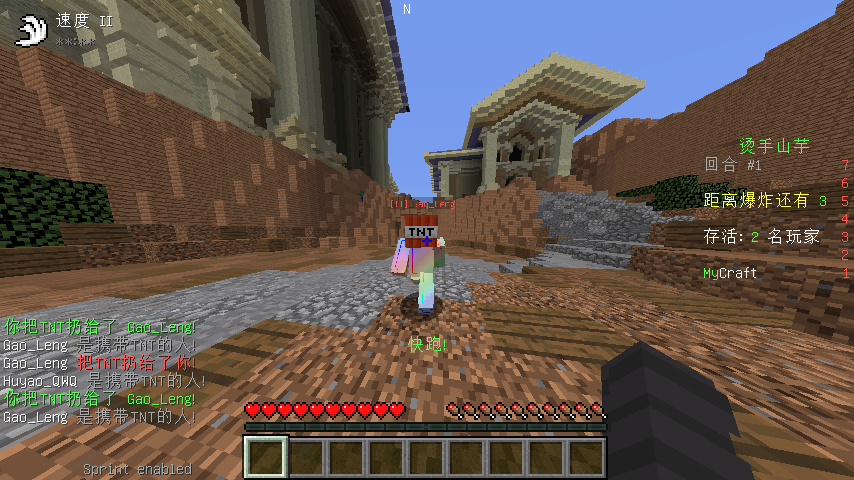 N
速度 II
**:**
烫手山芋
回合 #1
7
6
距离爆炸还有 3
5
4
存活: 2 名玩家
3
2
MyCraft
1
[IT] Gao_Leng
TNT
快跑!
你把TNT扔给了 Gao_Leng!
Gao_Leng 是携带TNT的人!
Gao_Leng 把TNT扔给了你!
Huyao_QWQ 是携带TNT的人!
你把TNT扔给了 Gao_Leng!
Gao_Leng 是携带TNT的人!
Sprint enabled